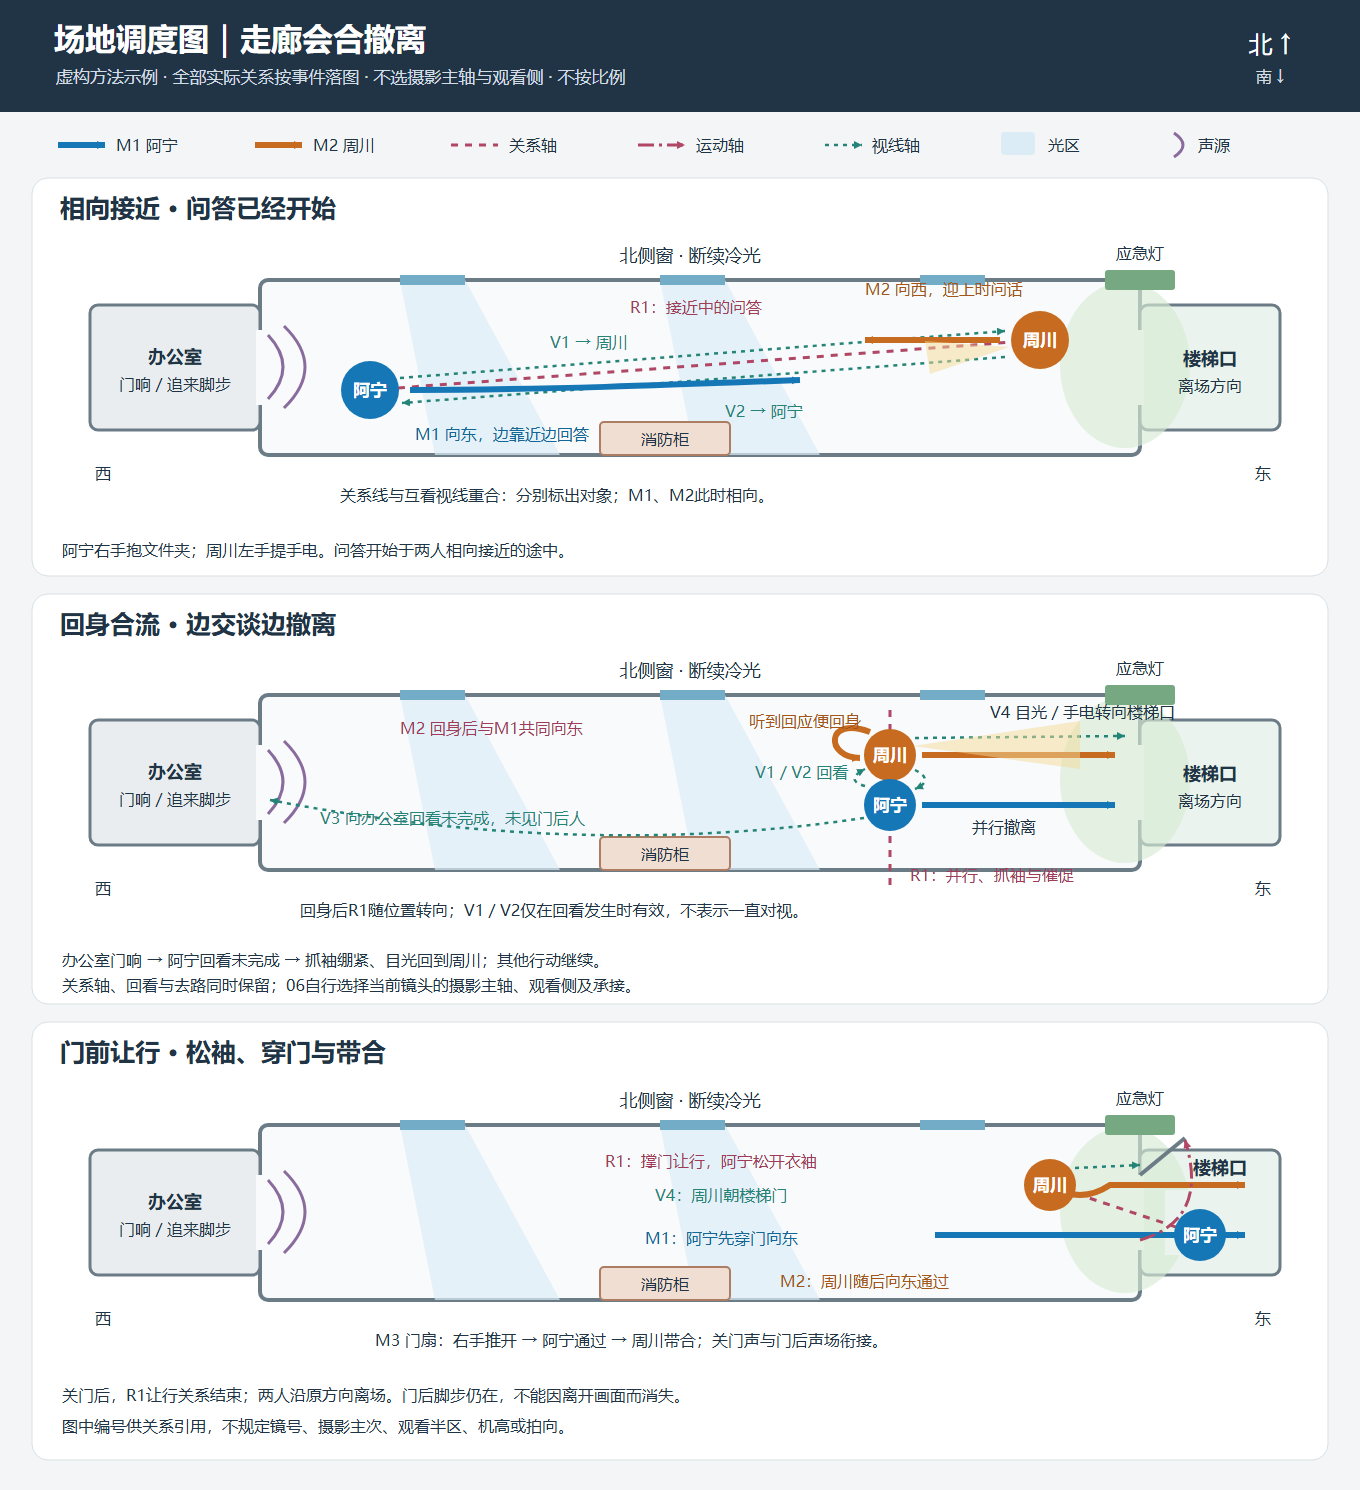 场地调度图｜走廊会合撤离
虚构方法示例 · 全部实际关系按事件落图 · 不选摄影主轴与观看侧 · 不按比例
北↑
南↓
M1 阿宁
M2 周川
关系轴
运动轴
视线轴
光区
声源
相向接近 · 问答已经开始
北侧窗 · 断续冷光
应急灯
M2 向西，迎上时问话
R1：接近中的问答
V1 → 周川
周川
办公室
门响 / 追来脚步
阿宁
楼梯口
离场方向
V2 → 阿宁
M1 向东，边靠近边回答
消防柜
西
东
关系线与互看视线重合：分别标出对象；M1、M2此时相向。
阿宁右手抱文件夹；周川左手提手电。问答开始于两人相向接近的途中。
回身合流 · 边交谈边撤离
北侧窗 · 断续冷光
应急灯
V4 目光 / 手电转向楼梯口
听到回应便回身
M2 回身后与M1共同向东
周川
办公室
门响 / 追来脚步
V1 / V2 回看
楼梯口
离场方向
阿宁
V3 向办公室回看未完成，未见门后人
并行撤离
消防柜
R1：并行、抓袖与催促
西
东
回身后R1随位置转向；V1 / V2仅在回看发生时有效，不表示一直对视。
办公室门响 → 阿宁回看未完成 → 抓袖绷紧、目光回到周川；其他行动继续。
关系轴、回看与去路同时保留；06自行选择当前镜头的摄影主轴、观看侧及承接。
门前让行 · 松袖、穿门与带合
北侧窗 · 断续冷光
应急灯
R1：撑门让行，阿宁松开衣袖
楼梯口
周川
V4：周川朝楼梯门
办公室
门响 / 追来脚步
M1：阿宁先穿门向东
阿宁
消防柜
M2：周川随后向东通过
西
东
M3 门扇：右手推开 → 阿宁通过 → 周川带合；关门声与门后声场衔接。
关门后，R1让行关系结束；两人沿原方向离场。门后脚步仍在，不能因离开画面而消失。
图中编号供关系引用，不规定镜号、摄影主次、观看半区、机高或拍向。